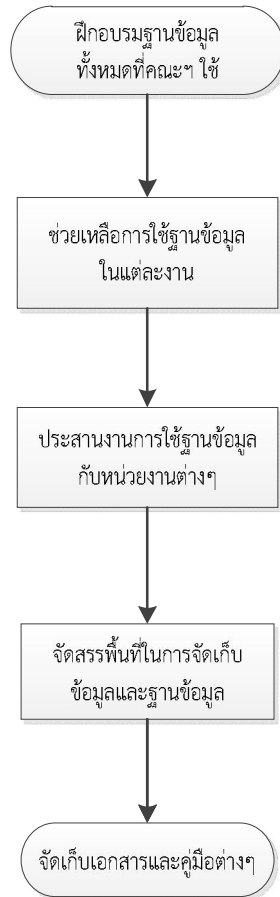 ฝึกอบรมฐานข้อมูล
ทั้งหมดที่คณะฯ ใช้
ช่วยเหลือการใช้ฐานข้อมูล
ในแต่ละงาน
ประสานงานการใช้ฐานข้อมูล
กับหน่วยงานต่างๆ
จัดสรรพื้นที่ในการจัดเก็บ
ข้อมูลและฐานข้อมูล
จัดเก็บเอกสารและคู่มือต่างๆ